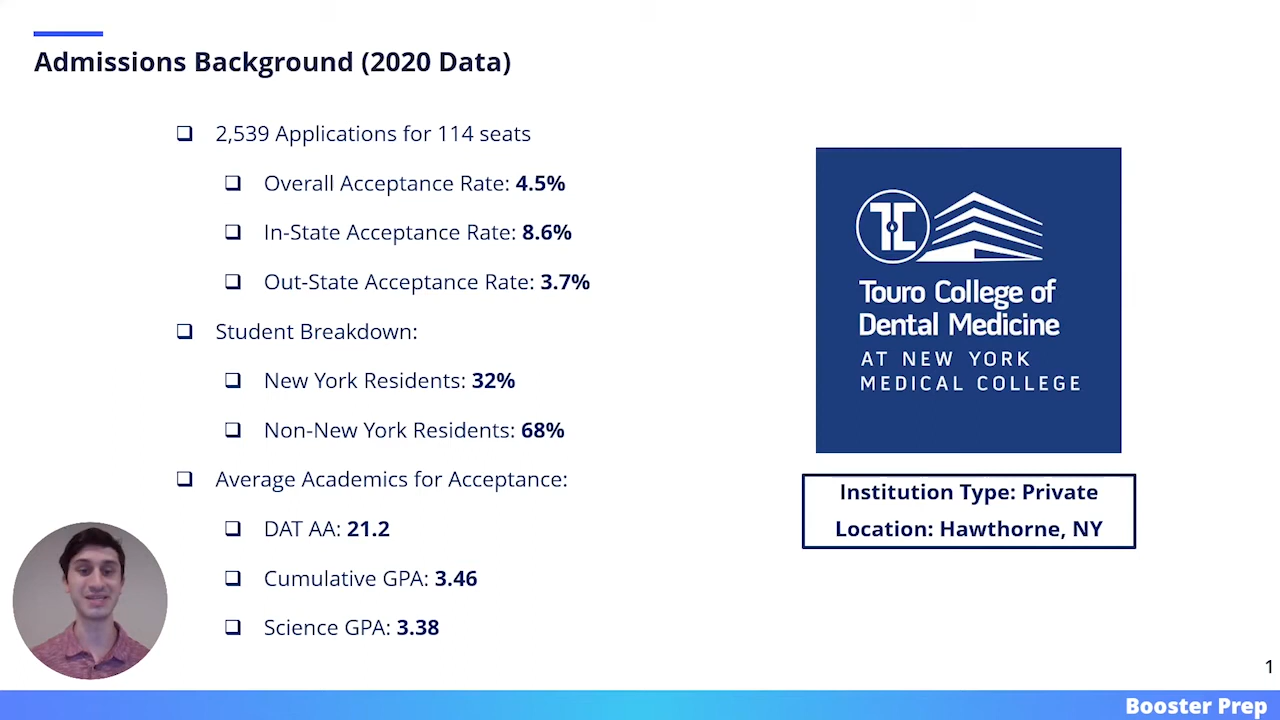 Admissions Background (2020 Data)
2,539 Applications for 114 seats
Overall Acceptance Rate: 4.5%
In-State Acceptance Rate: 8.6%
Out-State Acceptance Rate: 3.7%
Student Breakdown:
New York Residents: 32%
Non-New York Residents: 68%
Average Academics for Acceptance:
DAT AA: 21.2
Cumulative GPA: 3.46
Science GPA: 3.38
TC
Touro College of
Dental Medicine
AT NEW YORK
MEDICAL COLLEGE
Institution Type: Private
Location: Hawthorne, NY
1
Booster Prep